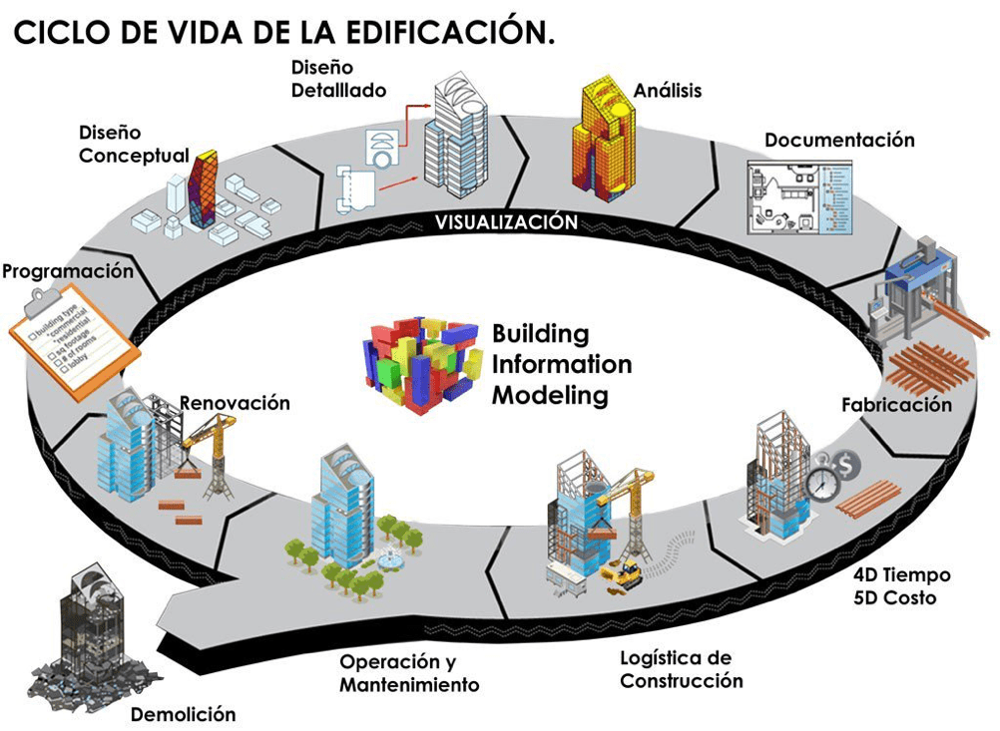 CICLO DE VIDA DE LA EDIFICACIÓN.
Diseño
Detalllado
Análisis
Diseño
Conceptual
Documentación
VISUALIZACIÓN
Programación
building type
*commercial
*residential
sq footage
# of rooms
lobby
Building
Information
Modeling
Renovación
Fabricación
$
4D Tiempo
5D Costo
Operación y
Mantenimiento
Logística de
Construcción
Demolición